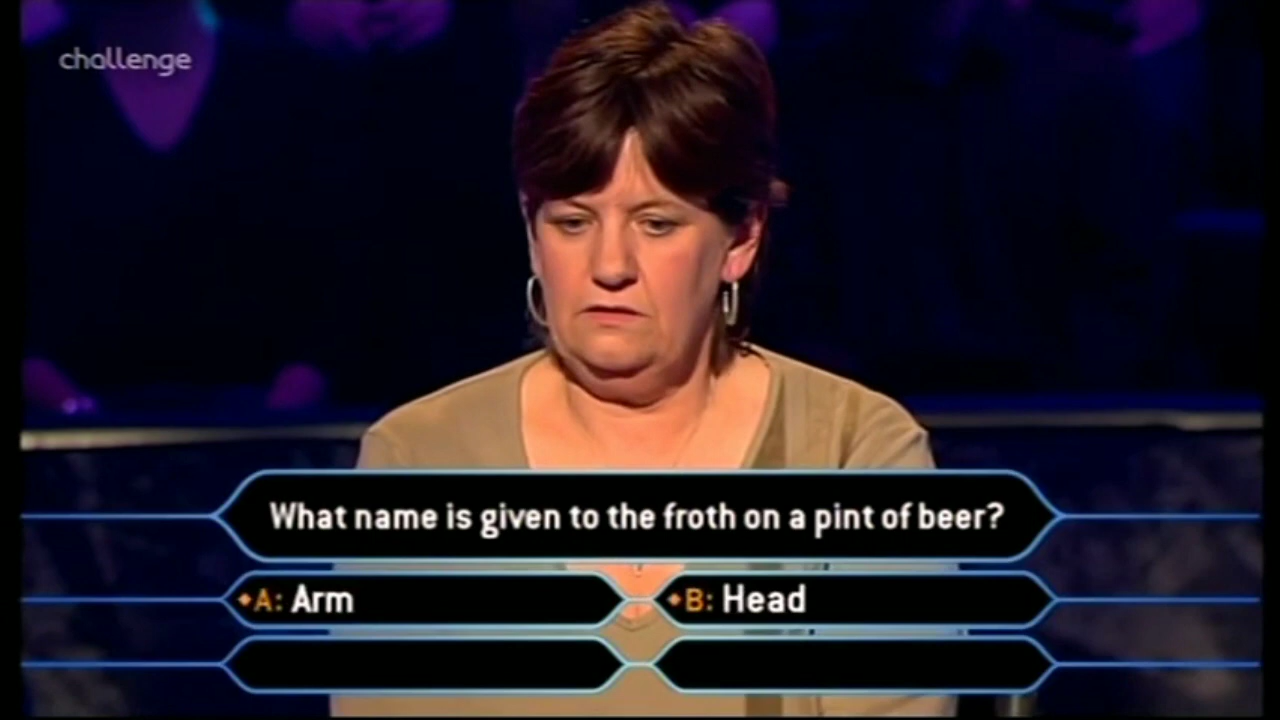 challenge
What name is given to the froth on a pint of beer?
A: Arm
B: Head